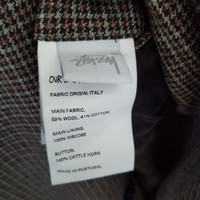 Stüssy
OUR
FABRIC ORIGIN: ITALY
MAIN FABRIC:
59% WOOL, 41% COTTON
MAIN LINING:
100% VISCOSE
BUTTON:
100% CATTLE HORN
MADE IN PORTUGAL